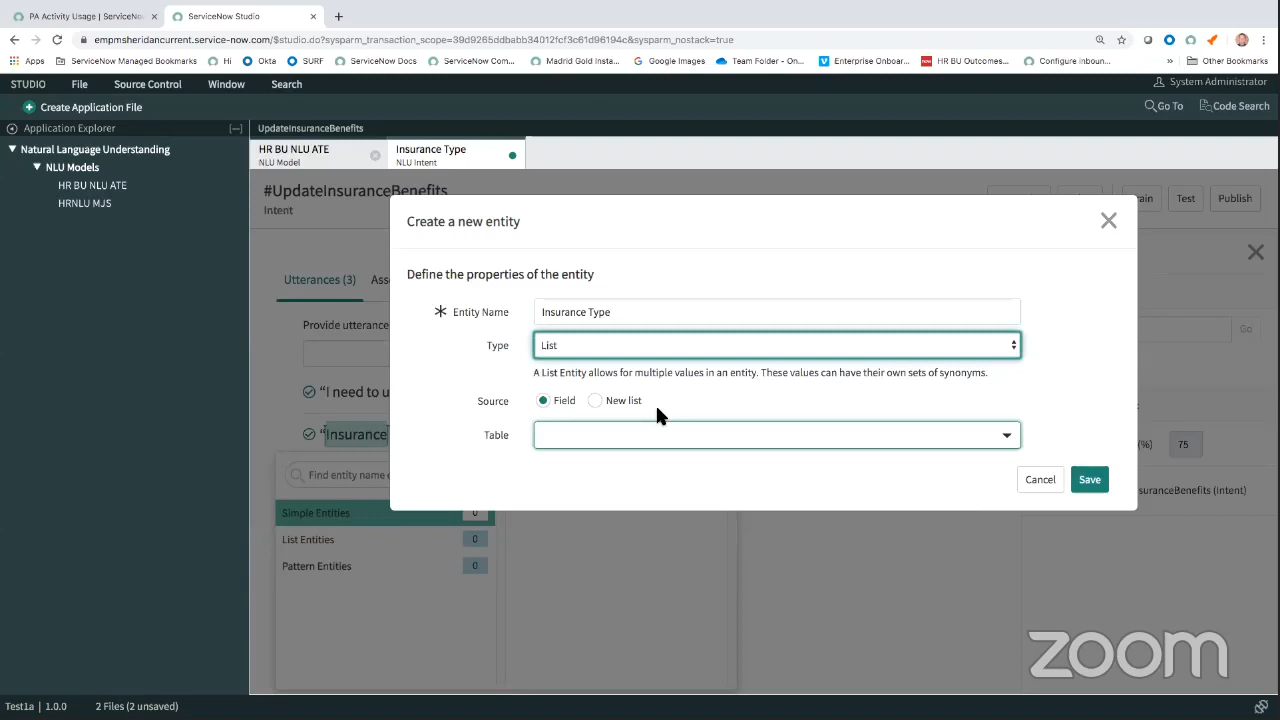 PA Activity Usage | ServiceNow
ServiceNow Studio
empmsheridancurrent.service-now.com/$studio.do?sysparm_transaction_scope=39d9265ddbabb34012fcf3c61d96194c&sysparm_nostack=true
Apps ServiceNow Managed Bookmarks Hi Okta SURF ServiceNow Docs ServiceNow Com... Madrid Gold Insta... Google Images Team Folder - On... Enterprise Onboar... HR BU Outcomes... Configure Inboun... » Other Bookmarks
STUDIO File Source Control Window Search System Administrator
Create Application File Go To Code Search
Application Explorer [—] UpdateInsuranceBenefits
Natural Language Understanding
NLU Models
HR BU NLU ATE
HRNLU MJS
HR BU NLU ATE
NLU Model
Insurance Type
NLU Intent
#UpdateInsuranceBenefits
Intent
rain Test Publish
Utterances (3) Ass
Provide utterance
Go
"I need to u
"Insurance
Find entity name
Simple Entities 0
List Entities 0
Pattern Entities 0
(%) 75
suranceBenefits (Intent)
Create a new entity
Define the properties of the entity
Entity Name Insurance Type
Type List
A List Entity allows for multiple values in an entity. These values can have their own sets of synonyms.
Source Field New list
Table
Cancel Save
zoom
Test1a | 1.0.0 2 Files (2 unsaved)